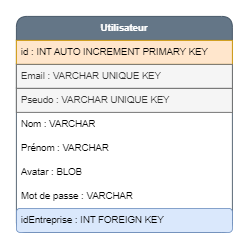 Utilisateur
id : INT AUTO INCREMENT PRIMARY KEY
Email : VARCHAR UNIQUE KEY
Pseudo : VARCHAR UNIQUE KEY
Nom : VARCHAR
Prénom : VARCHAR
Avatar : BLOB
Mot de passe : VARCHAR
idEntreprise : INT FOREIGN KEY